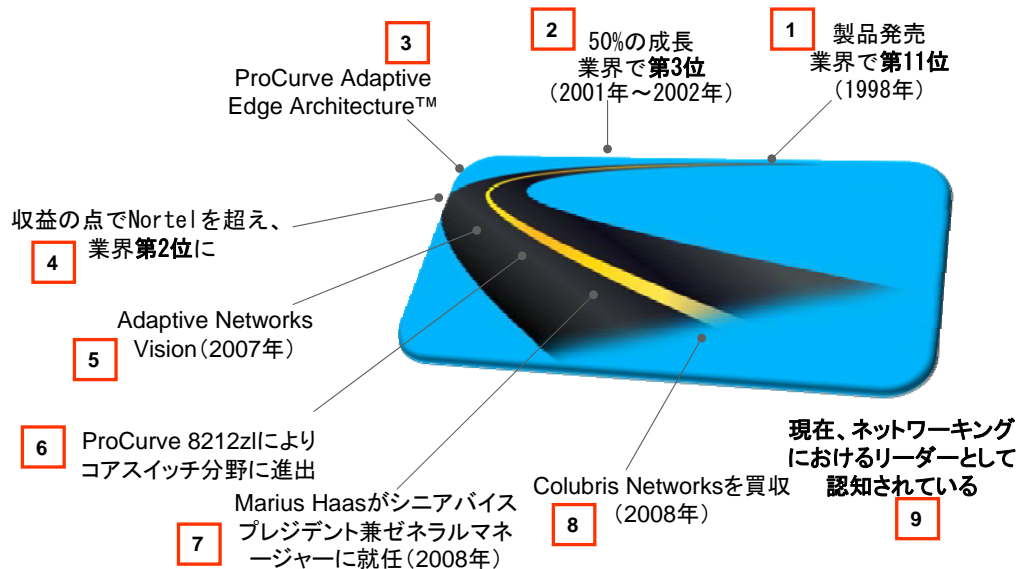 1
製品発売
業界で第11位
（1998年）
2
50%の成長
業界で第3位
（2001年～2002年）
3
ProCurve Adaptive
Edge Architecture™
収益の点でNortelを超え、
業界第2位に
4
Adaptive Networks
Vision（2007年）
5
6
ProCurve 8212zlにより
コアスイッチ分野に進出
Marius Haasがシニアバイス
プレジデント兼ゼネラルマネ
ージャーに就任（2008年）
7
Colubris Networksを買収
（2008年）
8
現在、ネットワーキング
におけるリーダーとして
認知されている
9